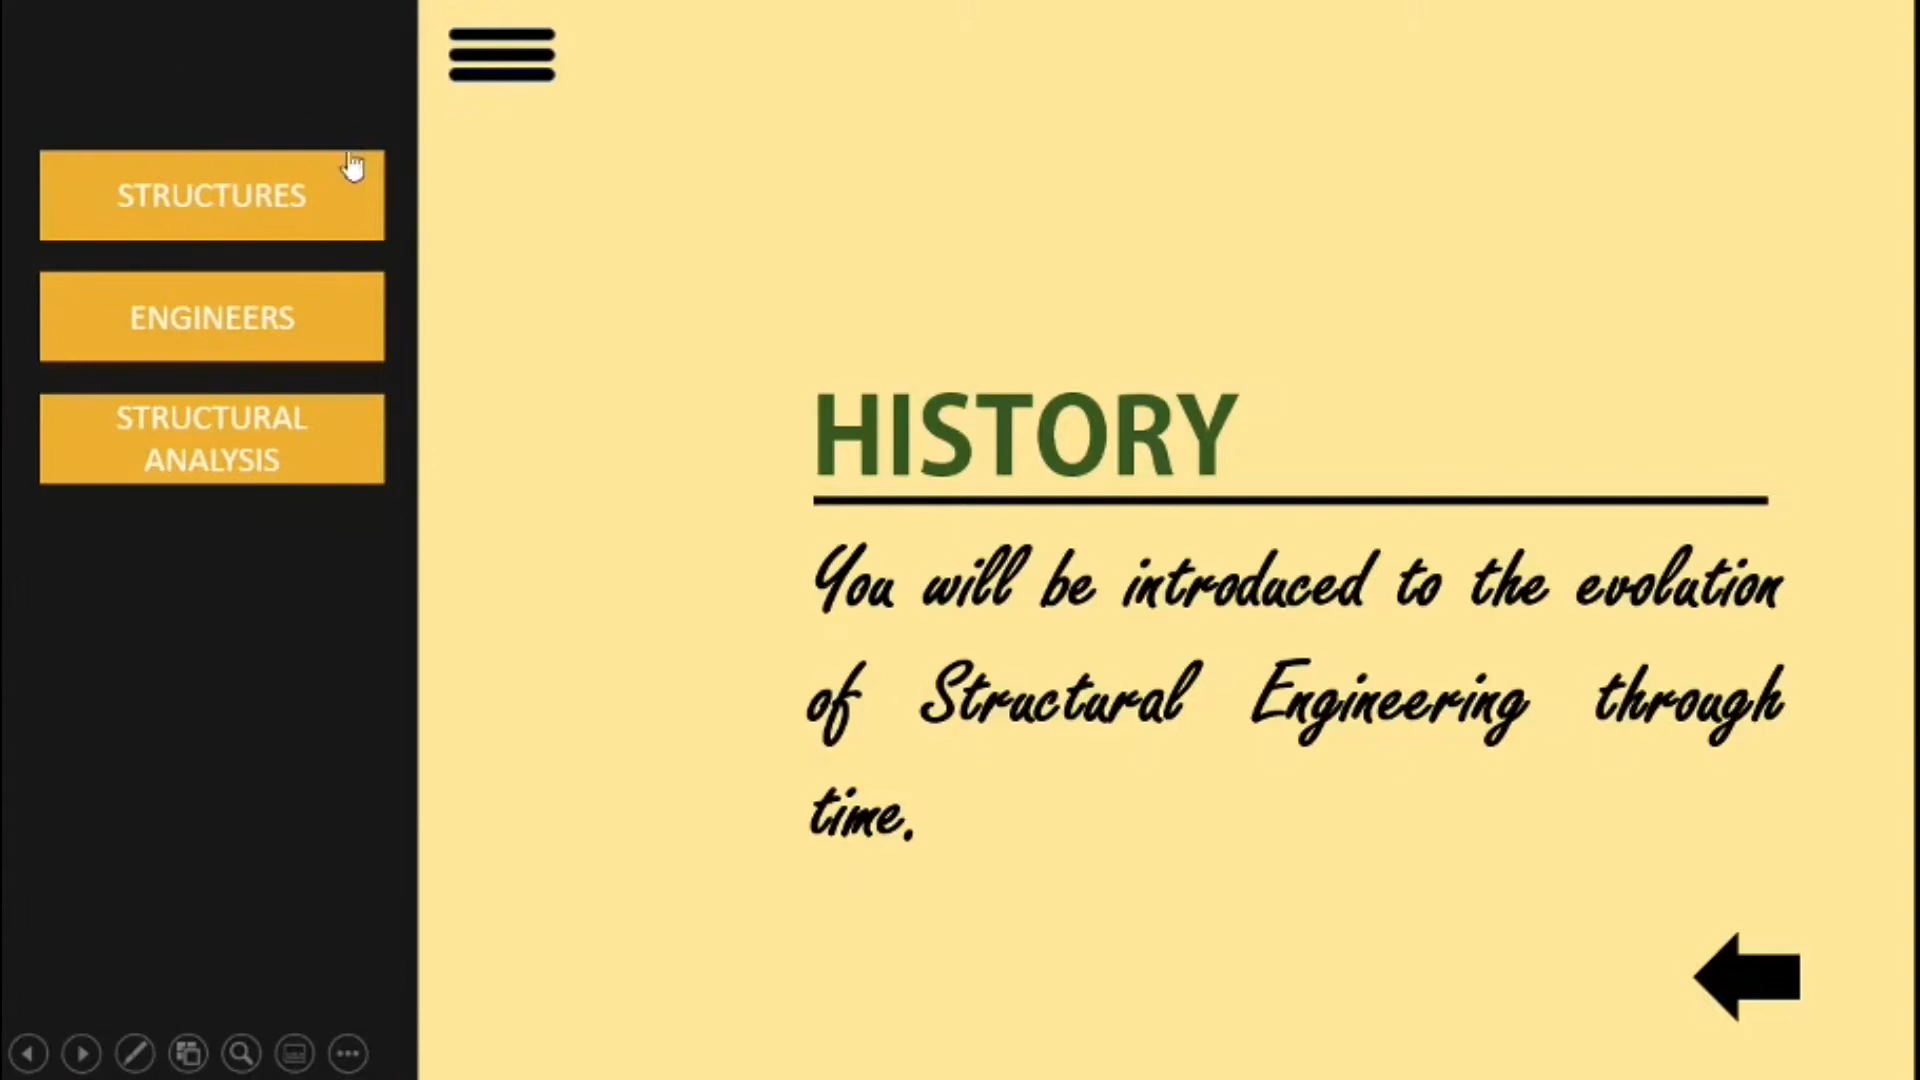 STRUCTURES
ENGINEERS
STRUCTURAL
ANALYSIS
HISTORY
You will be introduced to the evolution
of Structural Engineering through
time.